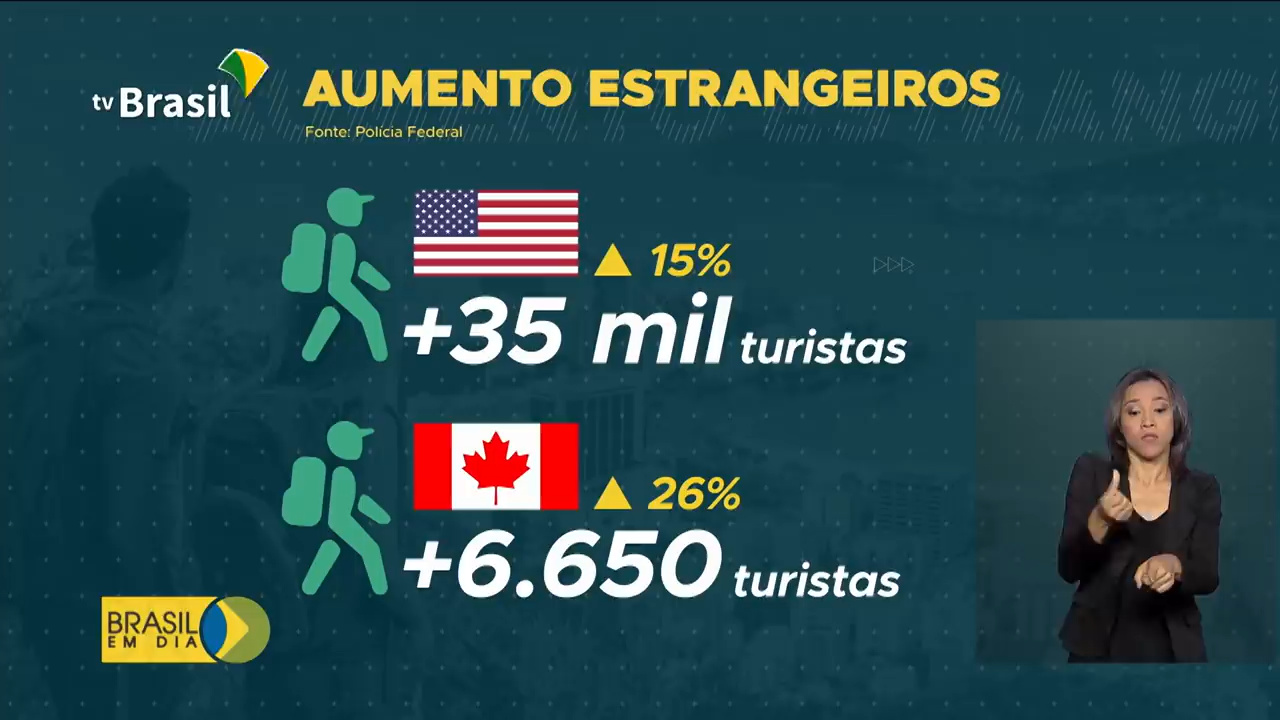 tv Brasil
AUMENTO ESTRANGEIROS
Fonte: Polícia Federal
15%
+35 mil turistas
26%
+6.650 turistas
BRASIL
EM DIA